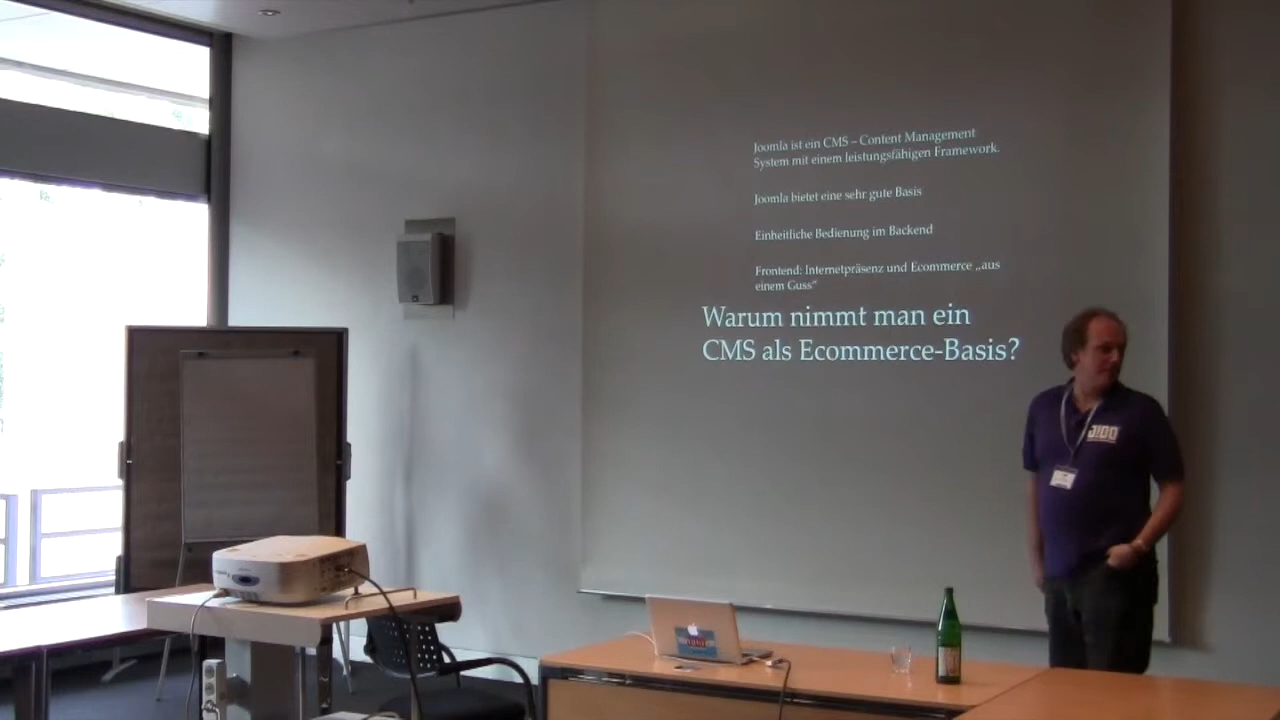 Joomla ist ein CMS – Content Management
System mit einem leistungsfähigen Framework.
Joomla bietet eine sehr gute Basis
Einheitliche Bedienung im Backend
Frontend: Internetpräsenz und Ecommerce „aus
einem Guss“
Warum nimmt man ein
CMS als Ecommerce-Basis?